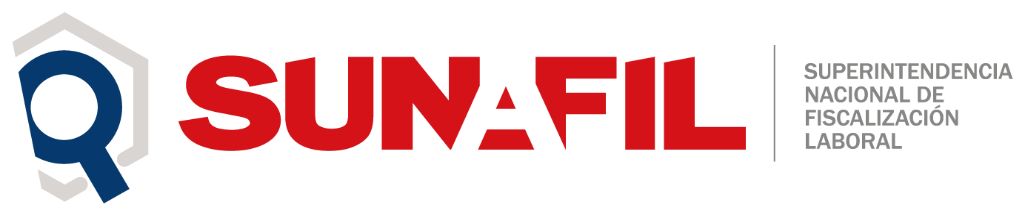 SUNAFIL
SUPERINTENDENCIA
NACIONAL DE
FISCALIZACIÓN
LABORAL